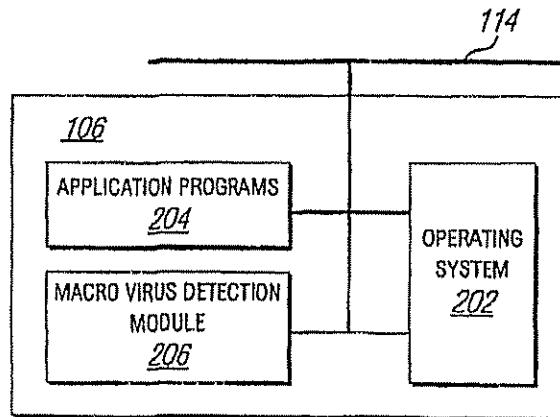 114
106
APPLICATION PROGRAMS
204
MACRO VIRUS DETECTION
MODULE
206
OPERATING
SYSTEM
202